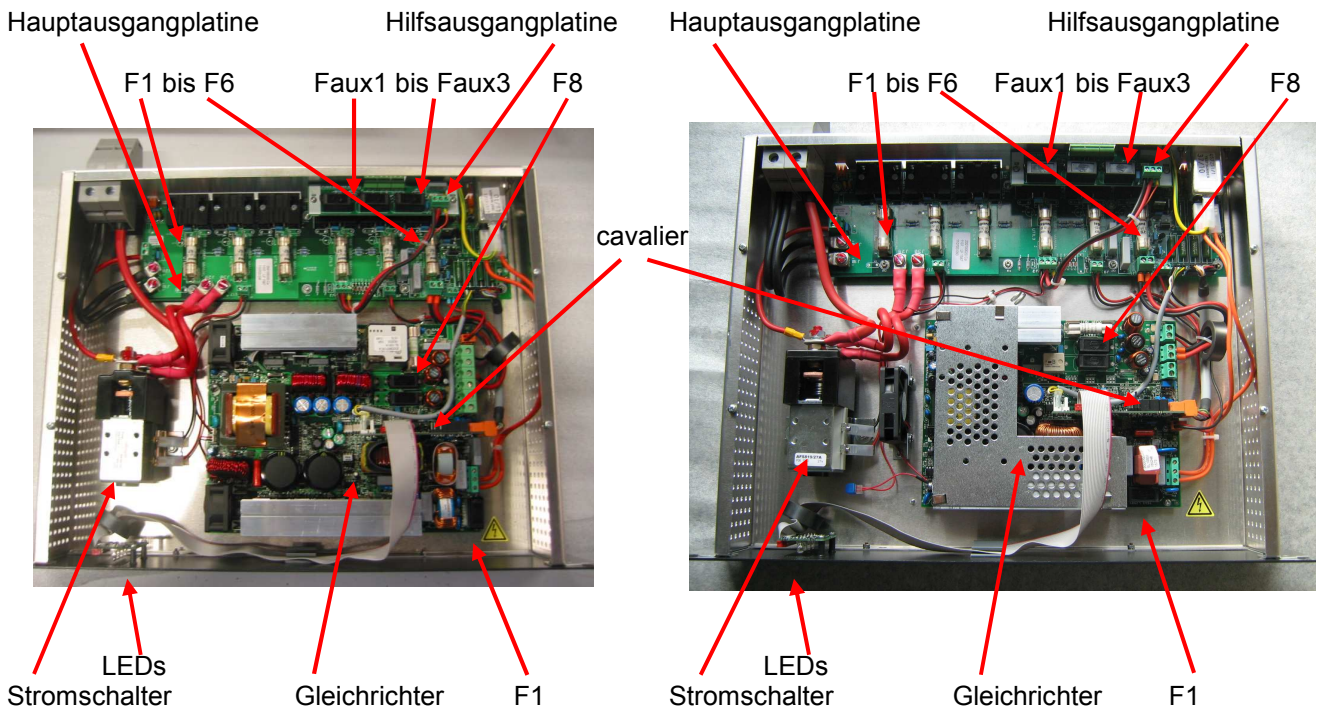 Hauptausgangplatine Hilfsausgangplatine Hauptausgangplatine Hilfsausgangplatine
F1 bis F6 Faux1 bis Faux3 F8 F1 bis F6 Faux1 bis Faux3 F8
cavalier
LEDs LEDs
Stromschalter Gleichrichter F1 Stromschalter Gleichrichter F1